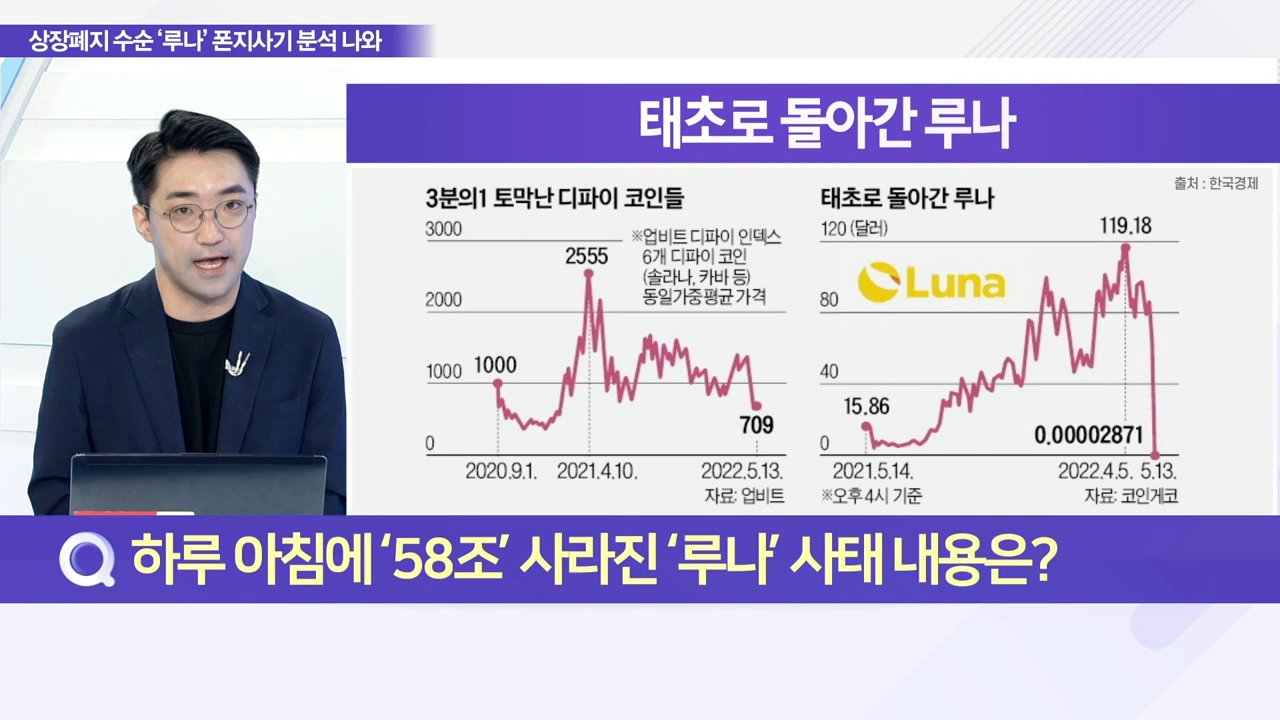 상장폐지 수순 ‘루나’ 폰지사기 분석 나와
태초로 돌아간 루나
출처 : 한국경제
3분의1 토막난 디파이 코인들
3000
※업비트 디파이 인덱스
6개 디파이 코인
(솔라나, 카바 등)
동일가중평균 가격
2555
2000
1000
1000
709
0
2020.9.1.
2021.4.10.
2022.5.13.
자료: 업비트
태초로 돌아간 루나
120 (달러)
119.18
Luna
80
40
15.86
0.00002871
0
2021.5.14.
2022.4.5.
5.13.
※오후 4시 기준
자료: 코인게코
하루 아침에 ‘58조’ 사라진 ‘루나’ 사태 내용은?